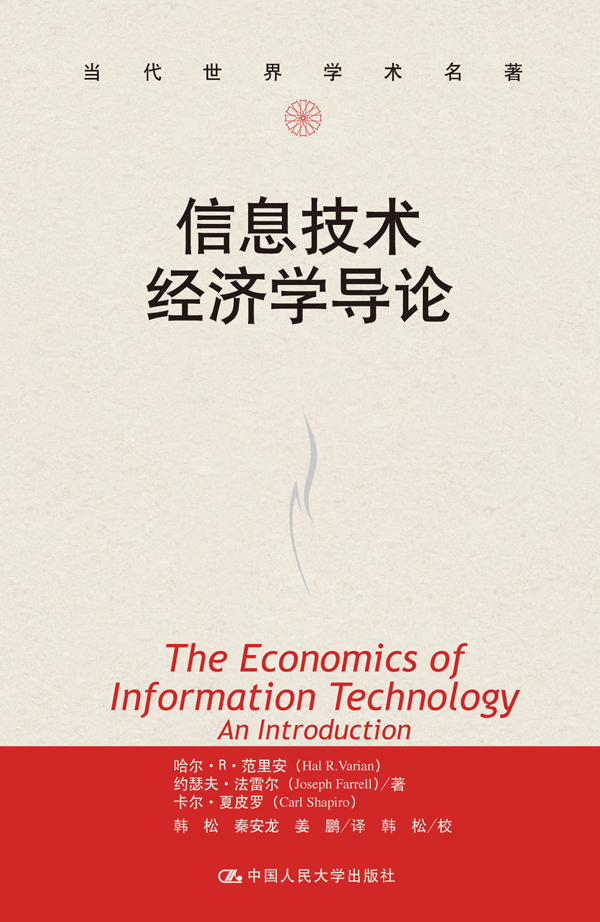 当代世界学术名著
信息技术
经济学导论
The Economics of
Information Technology
An Introduction
哈尔·R·范里安（Hal R.Varian）
约瑟夫·法雷尔（Joseph Farrell）/著
卡尔·夏皮罗（Carl Shapiro）
韩 松 秦安龙 姜 鹏/译 韩 松/校
中国人民大学出版社